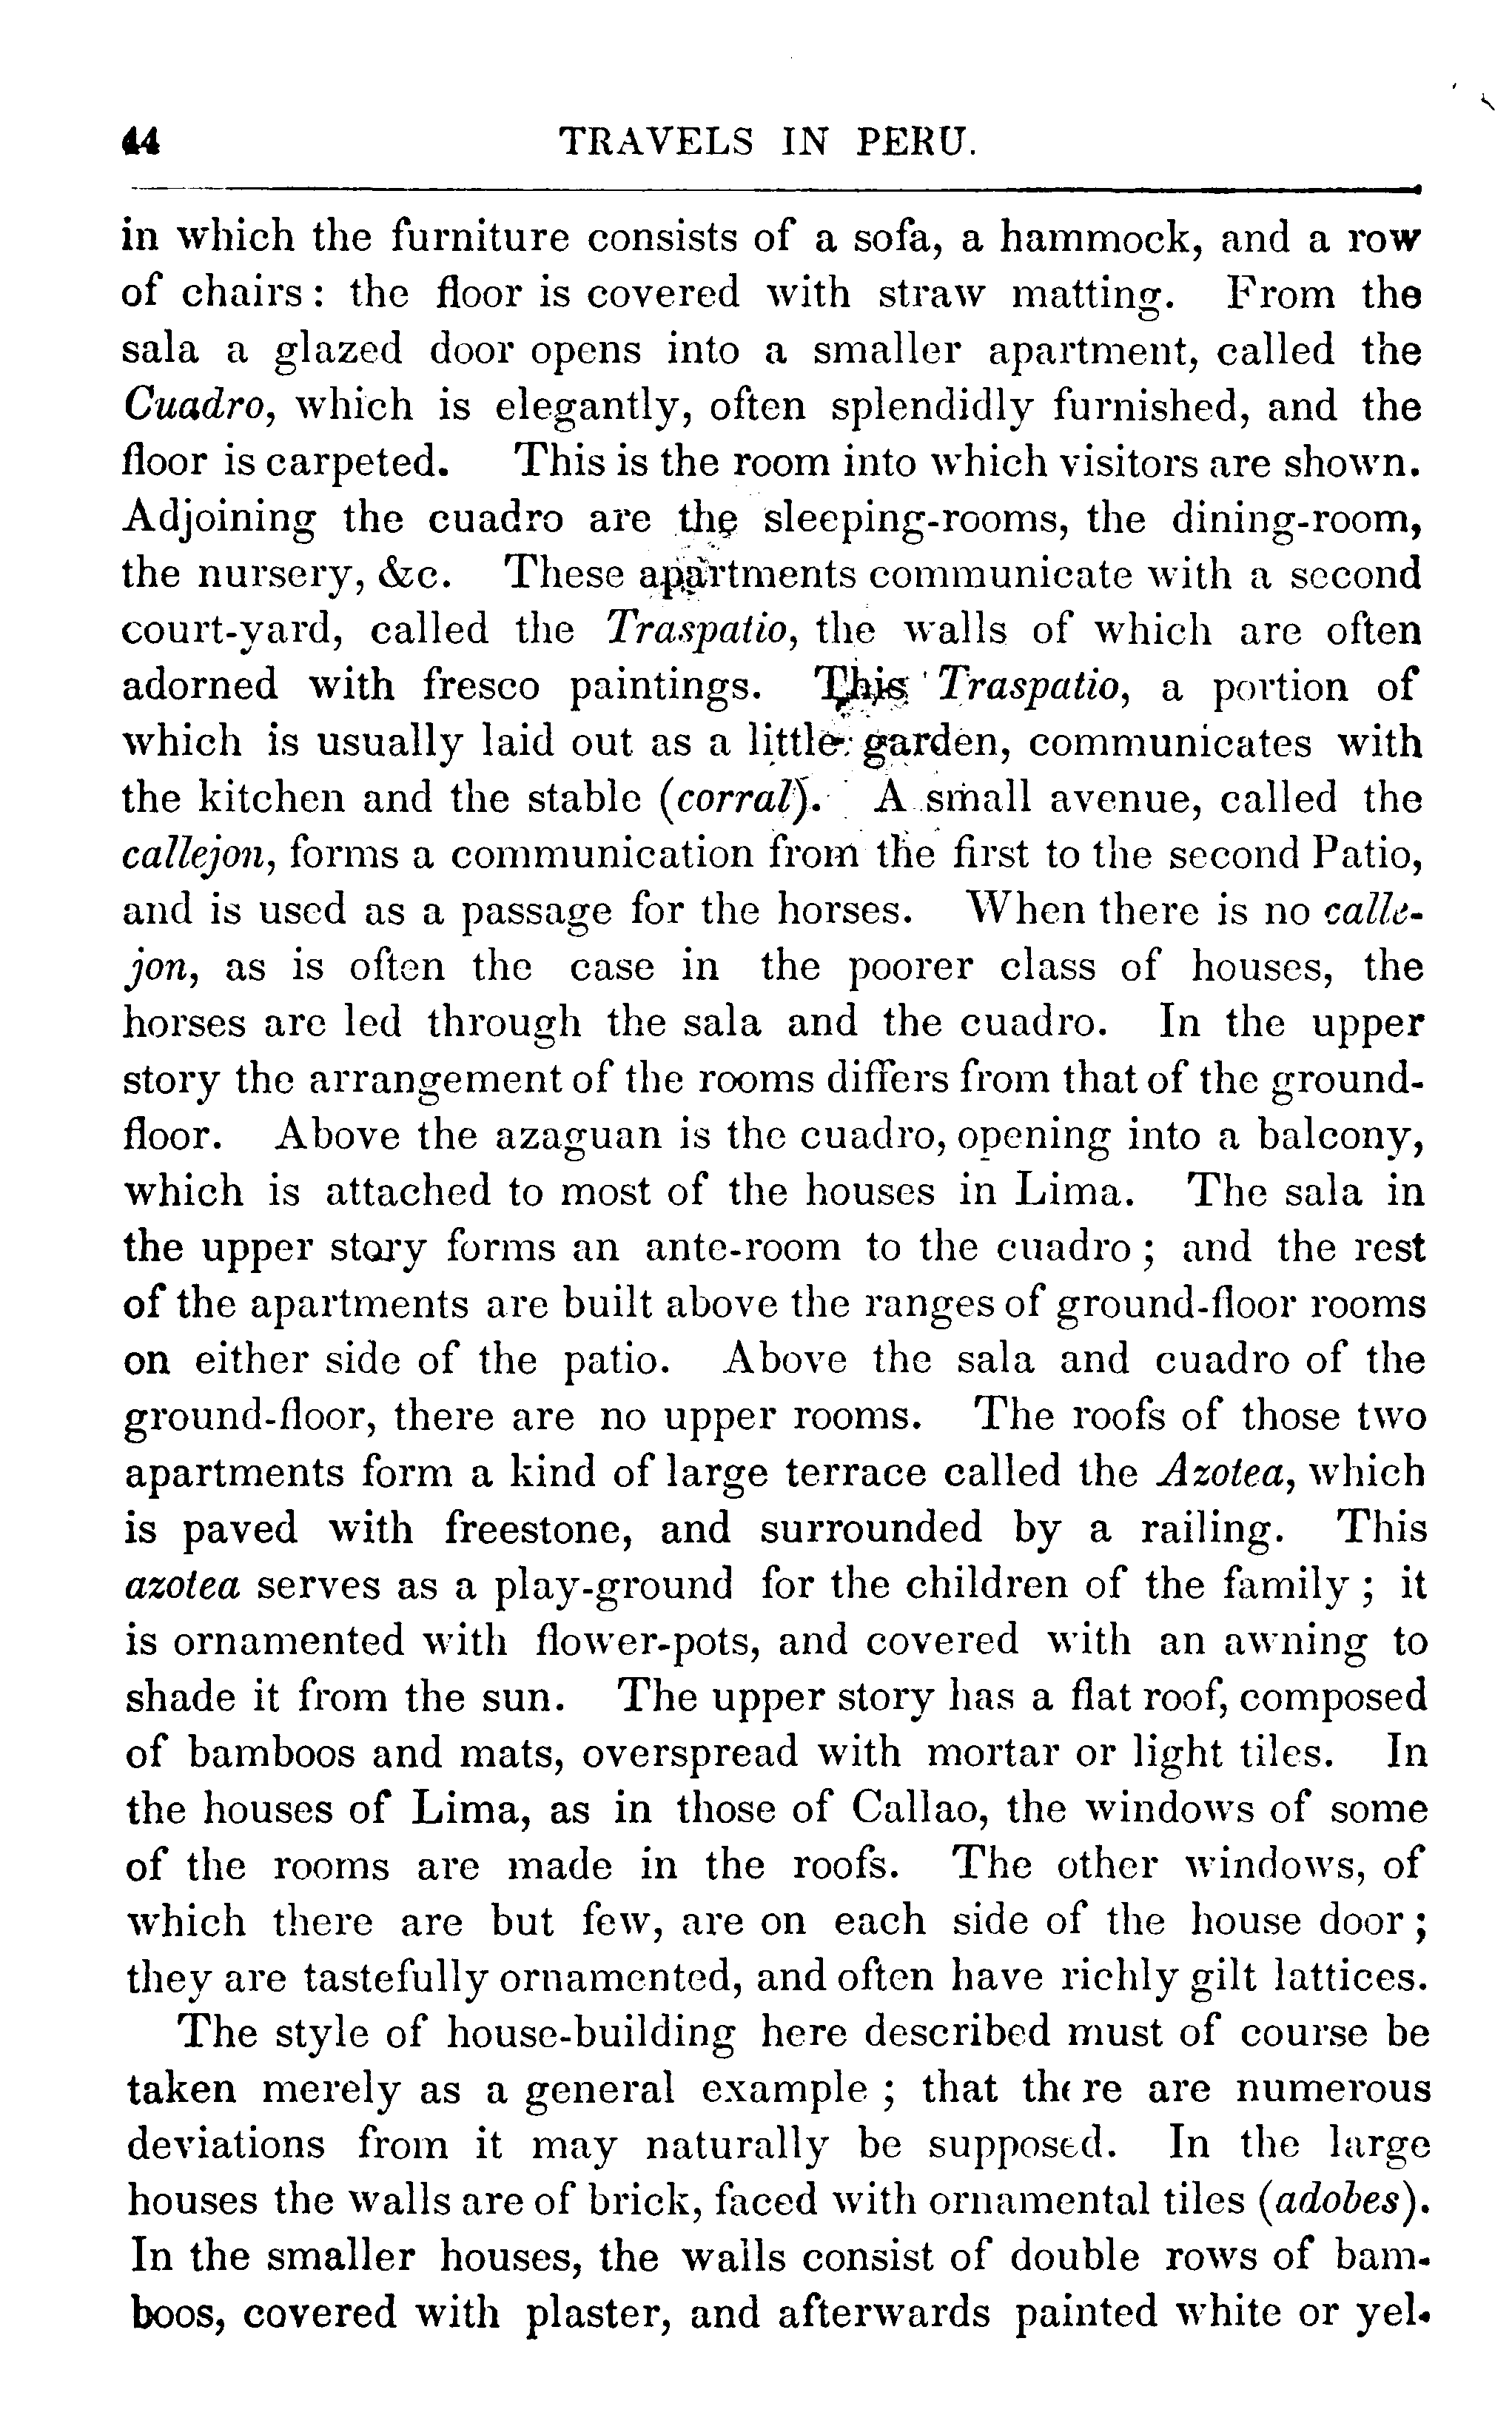 44 TRAVELS IN PERU.
in which the furniture consists of a sofa, a hammock, and a row
of chairs: the floor is covered with straw matting. From the
sala a glazed door opens into a smaller apartment, called the
Cuadro, which is elegantly, often splendidly furnished, and the
floor is carpeted. This is the room into which visitors are shown.
Adjoining the cuadro are the sleeping-rooms, the dining-room,
the nursery, &c. These apartments communicate with a second
court-yard, called the Traspatio, the walls of which are often
adorned with fresco paintings. This Traspatio, a portion of
which is usually laid out as a little garden, communicates with
the kitchen and the stable (corral). A small avenue, called the
callejon, forms a communication from the first to the second Patio,
and is used as a passage for the horses. When there is no calle-
jon, as is often the case in the poorer class of houses, the
horses are led through the sala and the cuadro. In the upper
story the arrangement of the rooms differs from that of the ground-
floor. Above the azaguan is the cuadro, opening into a balcony,
which is attached to most of the houses in Lima. The sala in
the upper story forms an ante-room to the cuadro; and the rest
of the apartments are built above the ranges of ground-floor rooms
on either side of the patio. Above the sala and cuadro of the
ground-floor, there are no upper rooms. The roofs of those two
apartments form a kind of large terrace called the Azotea, which
is paved with freestone, and surrounded by a railing. This
azotea serves as a play-ground for the children of the family; it
is ornamented with flower-pots, and covered with an awning to
shade it from the sun. The upper story has a flat roof, composed
of bamboos and mats, overspread with mortar or light tiles. In
the houses of Lima, as in those of Callao, the windows of some
of the rooms are made in the roofs. The other windows, of
which there are but few, are on each side of the house door;
they are tastefully ornamented, and often have richly gilt lattices.
The style of house-building here described must of course be
taken merely as a general example; that there are numerous
deviations from it may naturally be supposed. In the large
houses the walls are of brick, faced with ornamental tiles (adobes).
In the smaller houses, the walls consist of double rows of bam-
boos, covered with plaster, and afterwards painted white or yel-